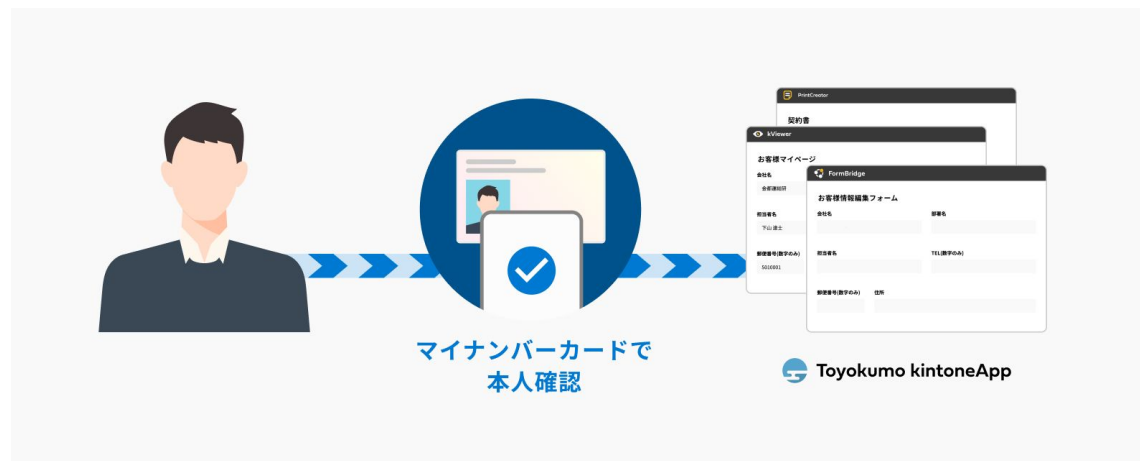 マイナンバーカードで
本人確認
PrintCreator
契約書
kViewer
お客様マイページ
会社名
担当者名
下山 康士
郵便番号(数字のみ)
5010001
FormBridge
お客様情報編集フォーム
会社名 部署名
担当者名 TEL(数字のみ)
郵便番号(数字のみ) 住所
Toyokumo kintoneApp